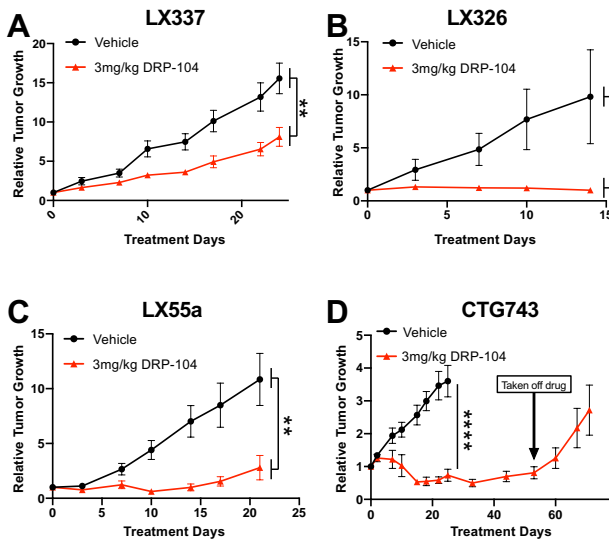 A
LX337
Vehicle
3mg/kg DRP-104
Relative Tumor Growth
20
15
10
5
0
**
0
10
20
Treatment Days
B
LX326
Vehicle
3mg/kg DRP-104
Relative Tumor Growth
15
10
5
0
0
5
10
15
Treatment Days
C
LX55a
Vehicle
3mg/kg DRP-104
Relative Tumor Growth
15
10
5
0
**
0
5
10
15
20
Treatment Days
D
CTG743
Vehicle
3mg/kg DRP-104
Relative Tumor Growth
5
4
3
2
1
0
****
Taken off drug
0
20
40
60
Treatment Days